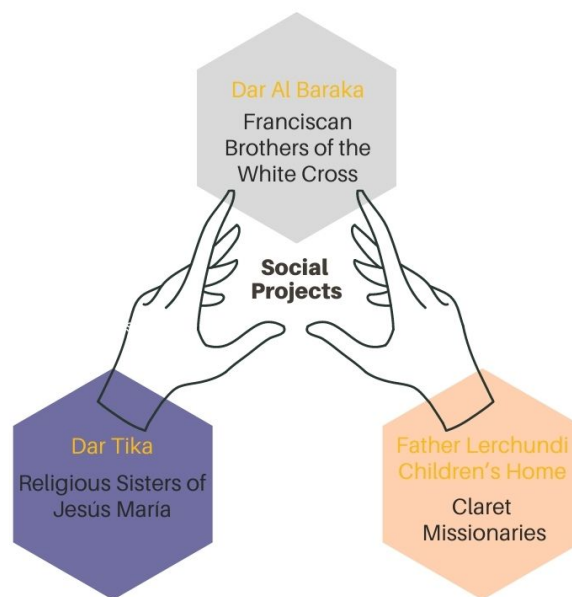 Dar Al Baraka
Franciscan
Brothers of the
White Cross
Social
Projects
Dar Tika
Religious Sisters of
Jesús María
Father Lerchundi
Children's Home
Claret
Missionaries